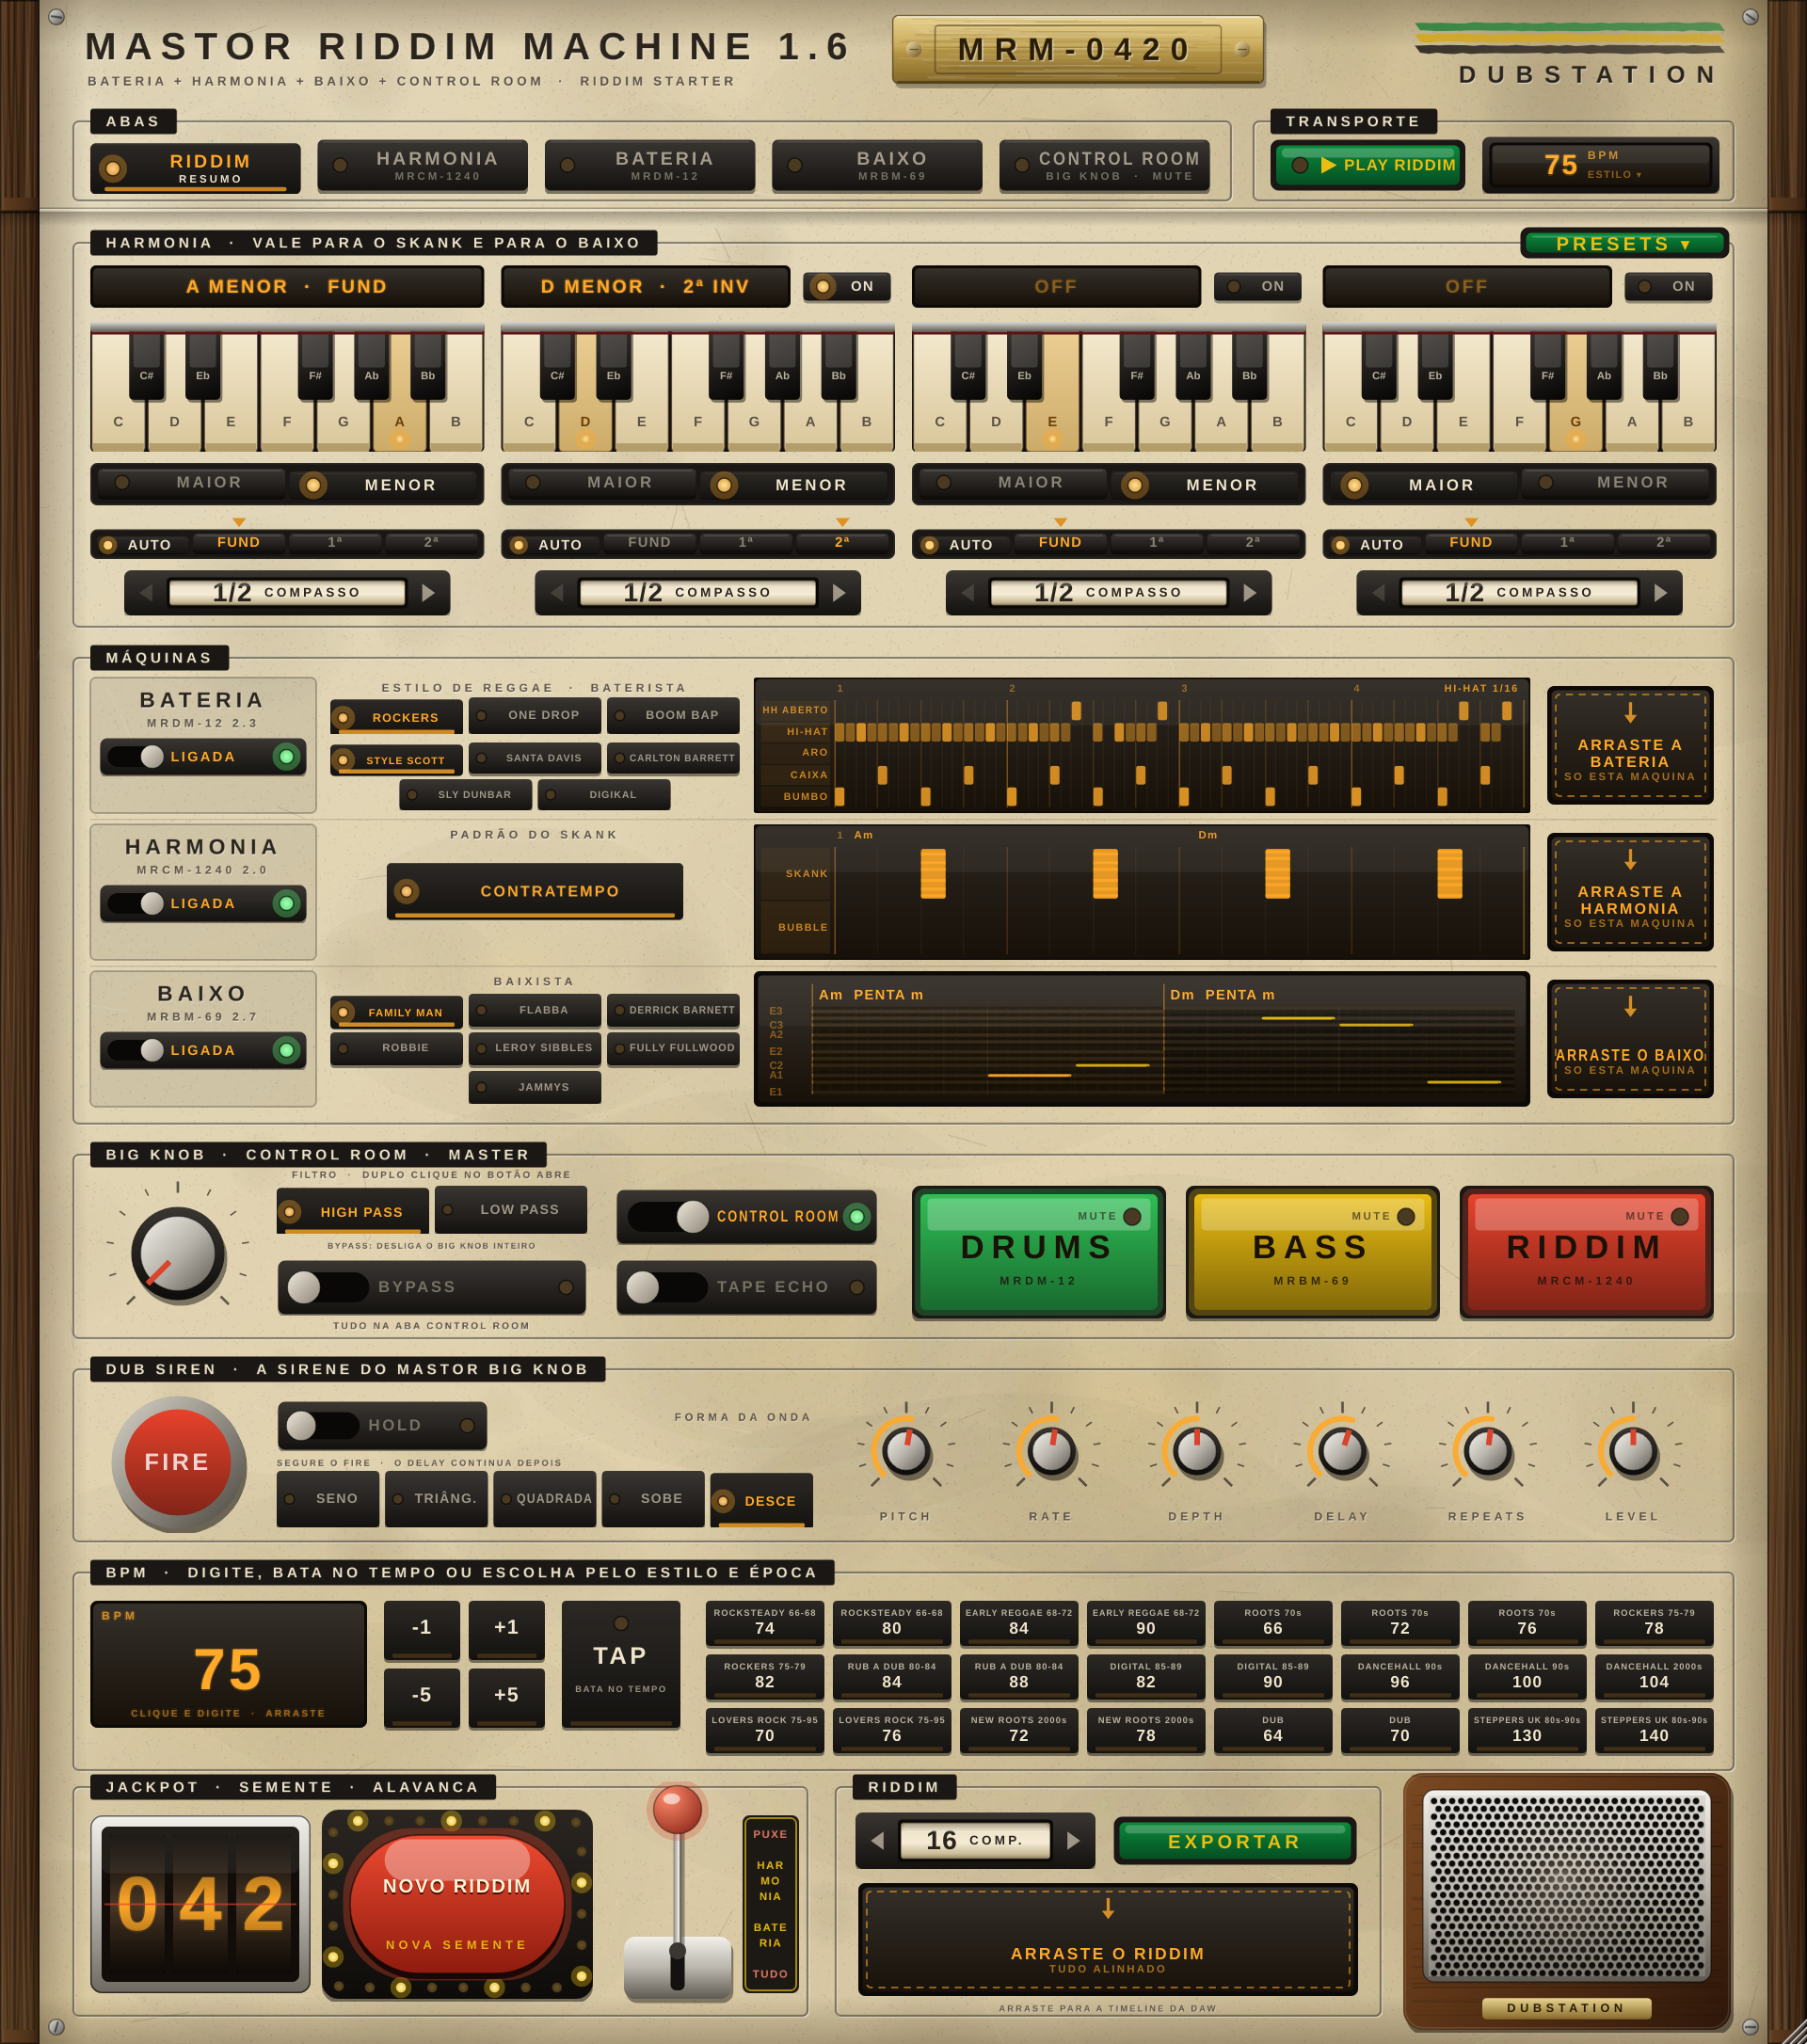 MASTOR RIDDIM MACHINE 1.6
BATERIA + HARMONIA + BAIXO + CONTROL ROOM · RIDDIM STARTER
MRM-0420
DUBSTATION
ABAS
RIDDIM
RESUMO
HARMONIA
MRCM-1240
BATERIA
MRDM-12
BAIXO
MRBM-69
CONTROL ROOM
BIG KNOB · MUTE
TRANSPORTE
PLAY RIDDIM
75
BPM
ESTILO ▾
HARMONIA · VALE PARA O SKANK E PARA O BAIXO
PRESETS ▾
A MENOR · FUND
D MENOR · 2ª INV
ON
OFF
ON
OFF
ON
C# Eb F# Ab Bb
C D E F G A B
C# Eb F# Ab Bb
C D E F G A B
C# Eb F# Ab Bb
C D E F G A B
C# Eb F# Ab Bb
C D E F G A B
MAIOR MENOR
MAIOR MENOR
MAIOR MENOR
MAIOR MENOR
AUTO FUND 1ª 2ª
AUTO FUND 1ª 2ª
AUTO FUND 1ª 2ª
AUTO FUND 1ª 2ª
1/2 COMPASSO
1/2 COMPASSO
1/2 COMPASSO
1/2 COMPASSO
MÁQUINAS
BATERIA
MRDM-12 2.3
LIGADA
ESTILO DE REGGAE · BATERISTA
ROCKERS
ONE DROP
BOOM BAP
STYLE SCOTT
SANTA DAVIS
CARLTON BARRETT
SLY DUNBAR
DIGIKAL
1 2 3 4 HI-HAT 1/16
HH ABERTO
HI-HAT
ARO
CAIXA
BUMBO
ARRASTE A
BATERIA
SO ESTA MAQUINA
HARMONIA
MRCM-1240 2.0
LIGADA
PADRÃO DO SKANK
CONTRATEMPO
1 Am Dm
SKANK
BUBBLE
ARRASTE A
HARMONIA
SO ESTA MAQUINA
BAIXO
MRBM-69 2.7
LIGADA
BAIXISTA
FAMILY MAN
FLABBA
DERRICK BARNETT
ROBBIE
LEROY SIBBLES
FULLY FULLWOOD
JAMMYS
Am PENTA m
Dm PENTA m
E3
C3
A2
E2
C2
A1
E1
ARRASTE O BAIXO
SO ESTA MAQUINA
BIG KNOB · CONTROL ROOM · MASTER
FILTRO · DUPLO CLIQUE NO BOTÃO ABRE
HIGH PASS
LOW PASS
BYPASS: DESLIGA O BIG KNOB INTEIRO
BYPASS
TUDO NA ABA CONTROL ROOM
CONTROL ROOM
TAPE ECHO
MUTE
DRUMS
MRDM-12
MUTE
BASS
MRBM-69
MUTE
RIDDIM
MRCM-1240
DUB SIREN · A SIRENE DO MASTOR BIG KNOB
FIRE
HOLD
FORMA DA ONDA
SEGURE O FIRE · O DELAY CONTINUA DEPOIS
SENO
TRIÂNG.
QUADRADA
SOBE
DESCE
PITCH
RATE
DEPTH
DELAY
REPEATS
LEVEL
BPM · DIGITE, BATA NO TEMPO OU ESCOLHA PELO ESTILO E ÉPOCA
BPM
75
CLIQUE E DIGITE · ARRASTE
-1
+1
-5
+5
TAP
BATA NO TEMPO
ROCKSTEADY 66-68
74
ROCKSTEADY 66-68
80
EARLY REGGAE 68-72
84
EARLY REGGAE 68-72
90
ROOTS 70s
66
ROOTS 70s
72
ROOTS 70s
76
ROCKERS 75-79
78
ROCKERS 75-79
82
RUB A DUB 80-84
84
RUB A DUB 80-84
88
DIGITAL 85-89
82
DIGITAL 85-89
90
DANCEHALL 90s
96
DANCEHALL 90s
100
DANCEHALL 2000s
104
LOVERS ROCK 75-95
70
LOVERS ROCK 75-95
76
NEW ROOTS 2000s
72
NEW ROOTS 2000s
78
DUB
64
DUB
70
STEPPERS UK 80s-90s
130
STEPPERS UK 80s-90s
140
JACKPOT · SEMENTE · ALAVANCA
042
NOVO RIDDIM
NOVA SEMENTE
PUXE
HAR
MO
NIA
BATE
RIA
TUDO
RIDDIM
16 COMP.
EXPORTAR
ARRASTE O RIDDIM
TUDO ALINHADO
ARRASTE PARA A TIMELINE DA DAW
DUBSTATION